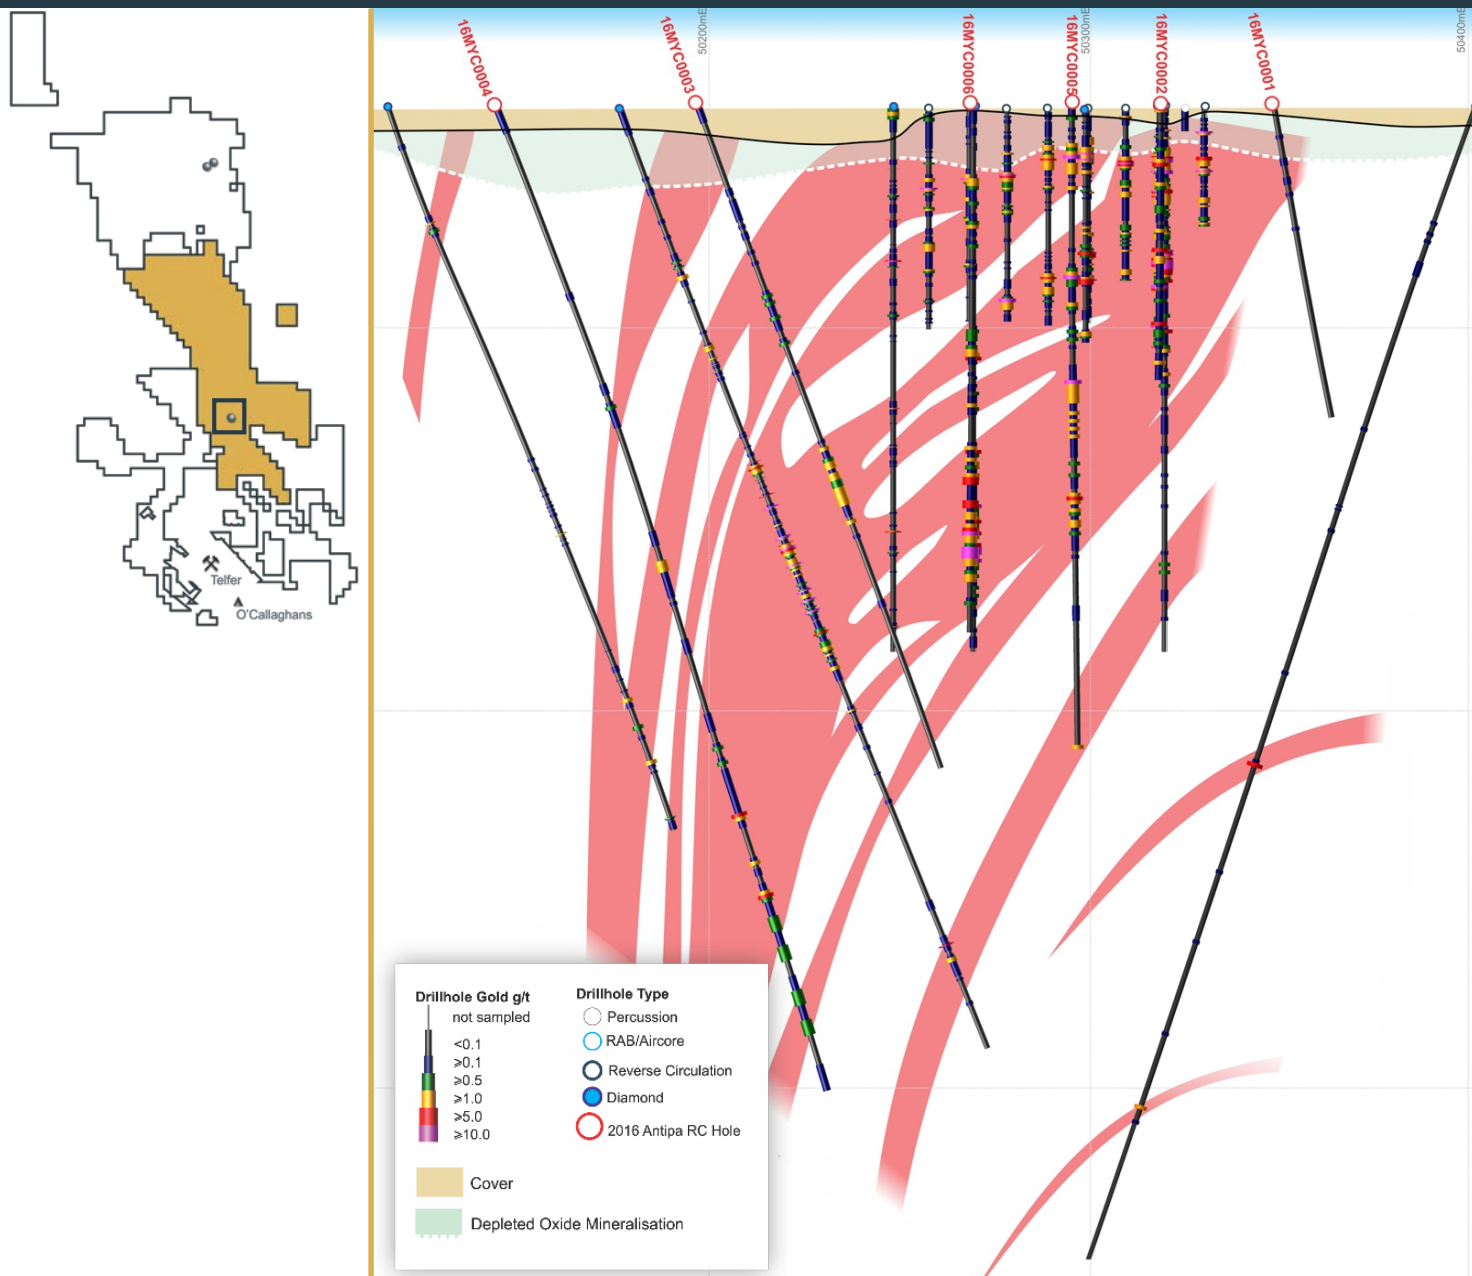 16MYC0004
16MYC0003
50200mE
16MYC0006
16MYC0005
50300mE
16MYC0002
16MYC0001
50400mE
Telfer
O'Callaghans
Drillhole Gold g/t
not sampled
<0.1
⩾0.1
⩾0.5
⩾1.0
⩾5.0
⩾10.0
Drillhole Type
Percussion
RAB/Aircore
Reverse Circulation
Diamond
2016 Antipa RC Hole
Cover
Depleted Oxide Mineralisation